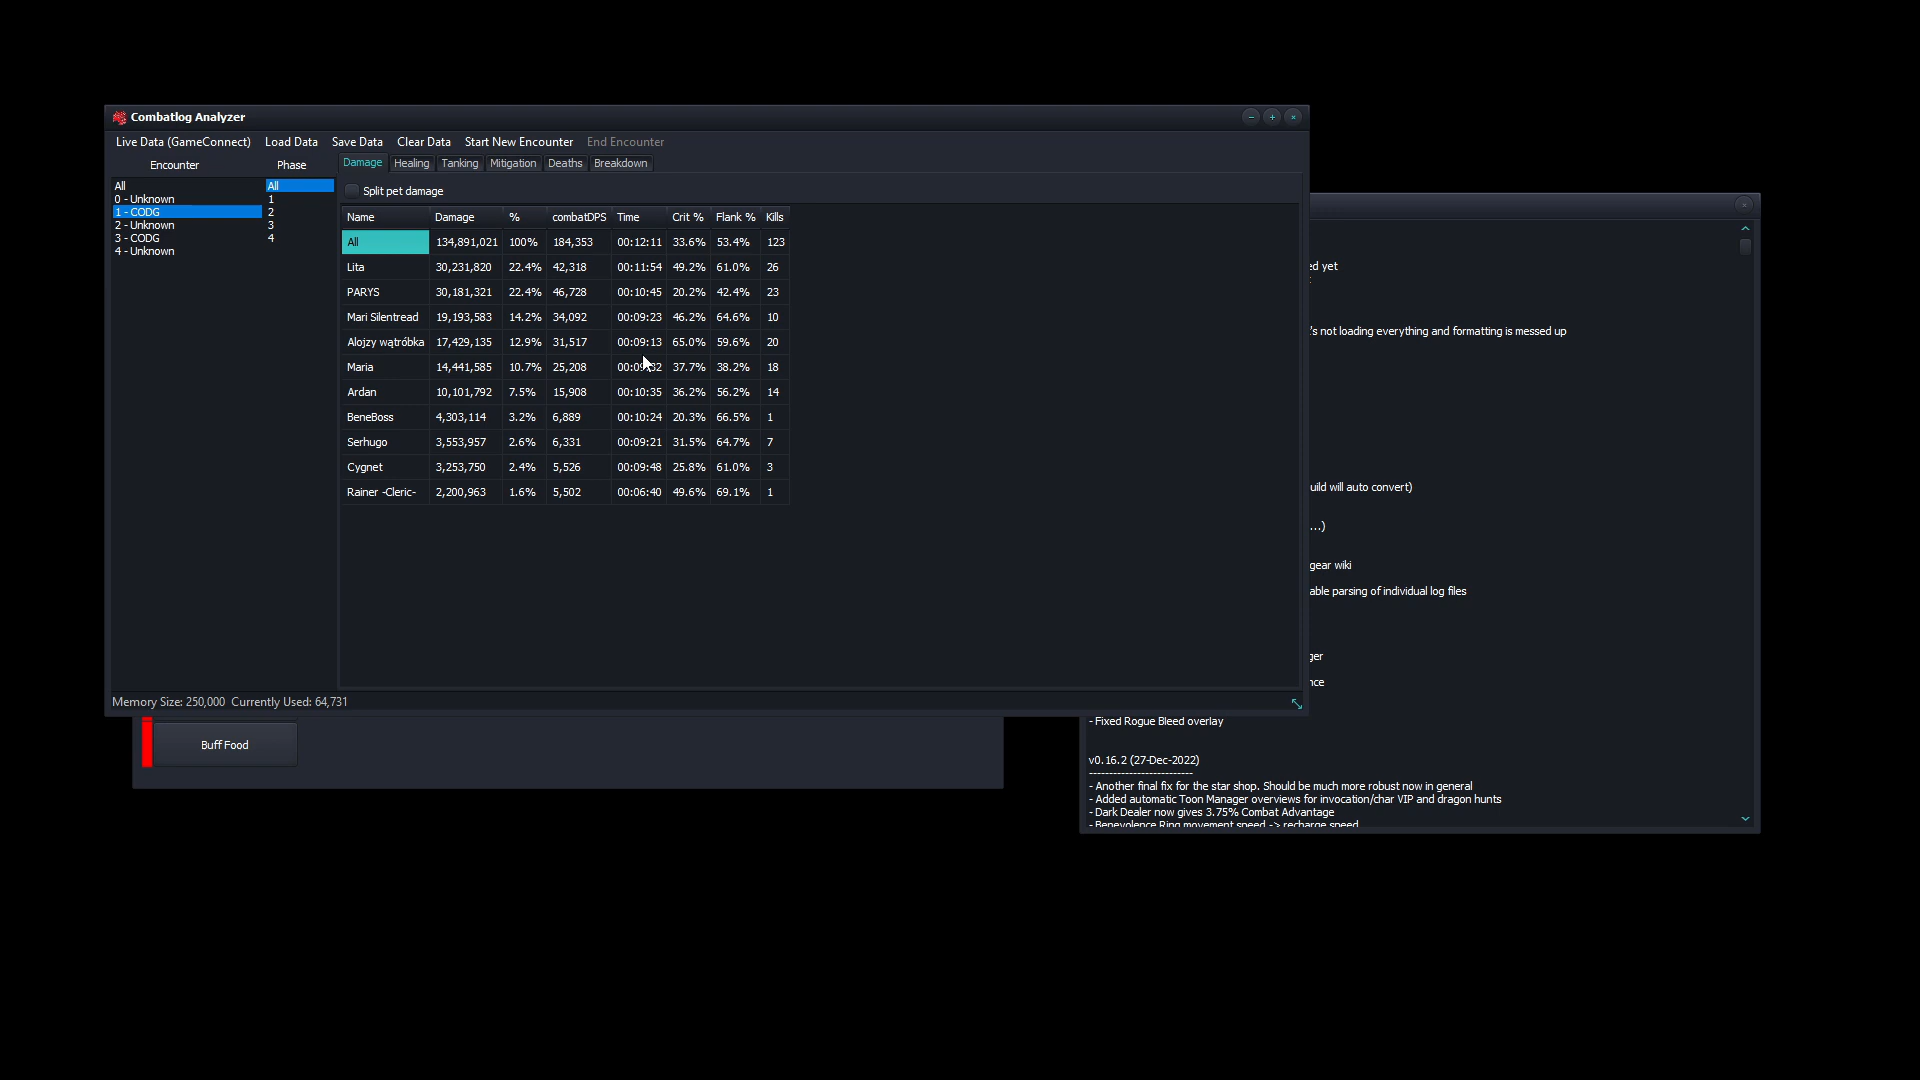 Combatlog Analyzer
Live Data (GameConnect) Load Data Save Data Clear Data Start New Encounter End Encounter
Encounter Phase
All All
0 - Unknown 1
1 - CODG 2
2 - Unknown 3
3 - CODG 4
4 - Unknown
Damage Healing Tanking Mitigation Deaths Breakdown
Split pet damage
Name Damage % combatDPS Time Crit % Flank % Kills
All 134,891,021 100% 184,353 00:12:11 33.6% 53.4% 123
Lita 30,231,820 22.4% 42,318 00:11:54 49.2% 61.0% 26
PARYS 30,181,321 22.4% 46,728 00:10:45 20.2% 42.4% 23
Mari Silentread 19,193,583 14.2% 34,092 00:09:23 46.2% 64.6% 10
Alojzy wątróbka 17,429,135 12.9% 31,517 00:09:13 65.0% 59.6% 20
Maria 14,441,585 10.7% 25,208 37.7% 38.2% 18
Ardan 10,101,792 7.5% 15,908 00:10:35 36.2% 56.2% 14
BeneBoss 4,303,114 3.2% 6,889 00:10:24 20.3% 66.5% 1
Serhugo 3,553,957 2.6% 6,331 00:09:21 31.5% 64.7% 7
Cygnet 3,253,750 2.4% 5,526 00:09:48 25.8% 61.0% 3
Rainer -Cleric- 2,200,963 1.6% 5,502 00:06:40 49.6% 69.1% 1
Memory Size: 250,000 Currently Used: 64,731
Buff Food
yet
's not loading everything and formatting is messed up
will auto convert)
...)
gear wiki
parsing of individual log files
- Fixed Rogue Bleed overlay
v0.16.2 (27-Dec-2022)
-------------------------
- Another final fix for the star shop. Should be much more robust now in general
- Added automatic Toon Manager overviews for invocation/char VIP and dragon hunts
- Dark Dealer now gives 3.75% Combat Advantage
- Benevolence Ring movement speed -> recharge speed